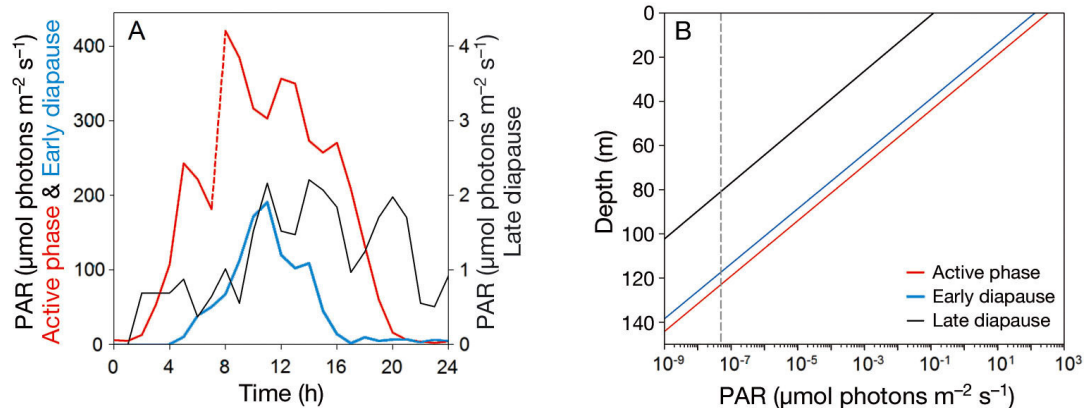 A
PAR (µmol photons m⁻² s⁻¹)
Active phase & Early diapause
400
300
200
100
0
4
3
2
1
0
PAR (µmol photons m⁻² s⁻¹)
Late diapause
0 4 8 12 16 20 24
Time (h)
B
Depth (m)
0
20
40
60
80
100
120
140
Active phase
Early diapause
Late diapause
10⁻⁹ 10⁻⁷ 10⁻⁵ 10⁻³ 10⁻¹ 10¹ 10³
PAR (µmol photons m⁻² s⁻¹)